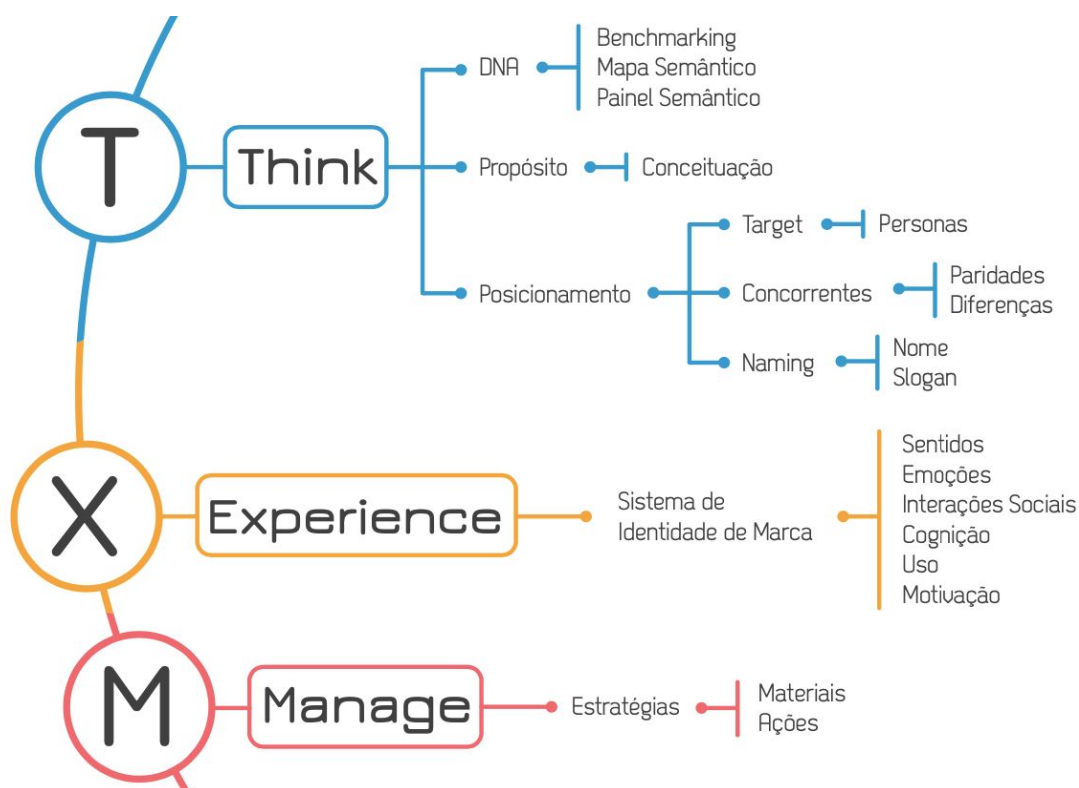 T
Think
DNA
Benchmarking
Mapa Semântico
Painel Semântico
Propósito
Conceituação
Posicionamento
Target
Personas
Concorrentes
Paridades
Diferenças
Naming
Nome
Slogan
X
Experience
Sistema de
Identidade de Marca
Sentidos
Emoções
Interações Sociais
Cognição
Uso
Motivação
M
Manage
Estratégias
Materiais
Ações